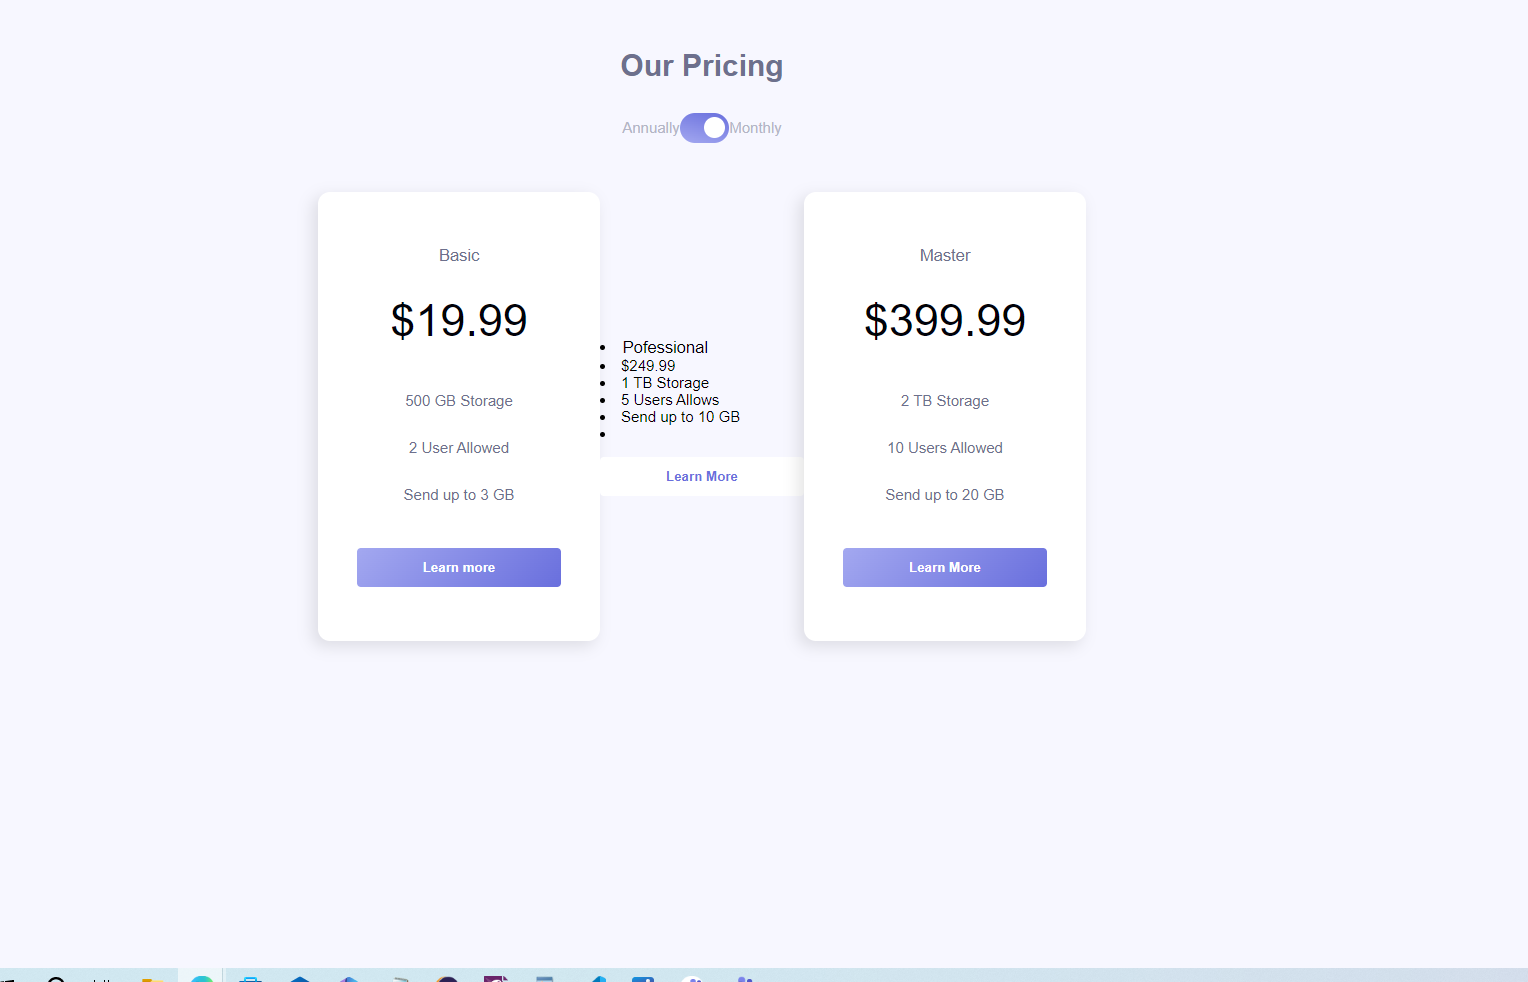 Our Pricing
Annually Monthly
Basic
$19.99
500 GB Storage
2 User Allowed
Send up to 3 GB
Learn more
Pofessional
$249.99
1 TB Storage
5 Users Allows
Send up to 10 GB
Learn More
Master
$399.99
2 TB Storage
10 Users Allowed
Send up to 20 GB
Learn More